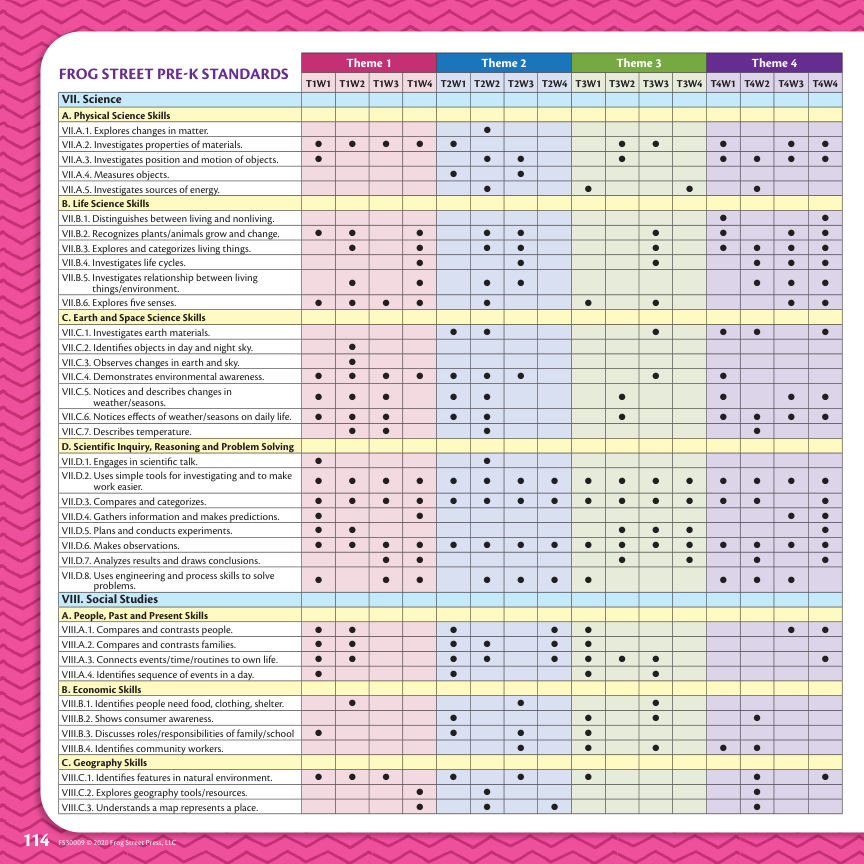 Theme 1 Theme 2 Theme 3 Theme 4
FROG STREET PRE-K STANDARDS
T1W1 T1W2 T1W3 T1W4 T2W1 T2W2 T2W3 T2W4 T3W1 T3W2 T3W3 T3W4 T4W1 T4W2 T4W3 T4W4
VII. Science
A. Physical Science Skills
VII.A.1. Explores changes in matter. ●
VII.A.2. Investigates properties of materials. ● ● ● ● ● ● ● ● ● ●
VII.A.3. Investigates position and motion of objects. ● ● ● ● ● ● ● ●
VII.A.4. Measures objects. ● ●
VII.A.5. Investigates sources of energy. ● ● ● ●
B. Life Science Skills
VII.B.1. Distinguishes between living and nonliving. ● ●
VII.B.2. Recognizes plants/animals grow and change. ● ● ● ● ● ● ● ● ●
VII.B.3. Explores and categorizes living things. ● ● ● ● ● ● ● ● ●
VII.B.4. Investigates life cycles. ● ● ● ● ● ●
VII.B.5. Investigates relationship between living
things/environment. ● ● ● ● ● ● ●
VII.B.6. Explores five senses. ● ● ● ● ● ● ● ● ●
C. Earth and Space Science Skills
VII.C.1. Investigates earth materials. ● ● ● ● ● ●
VII.C.2. Identifies objects in day and night sky. ●
VII.C.3. Observes changes in earth and sky. ●
VII.C.4. Demonstrates environmental awareness. ● ● ● ● ● ● ● ● ●
VII.C.5. Notices and describes changes in
weather/seasons. ● ● ● ● ● ● ● ● ●
VII.C.6. Notices effects of weather/seasons on daily life. ● ● ● ● ● ● ● ● ● ●
VII.C.7. Describes temperature. ● ● ● ●
D. Scientific Inquiry, Reasoning and Problem Solving
VII.D.1. Engages in scientific talk. ● ●
VII.D.2. Uses simple tools for investigating and to make
work easier. ● ● ● ● ● ● ● ● ● ● ● ● ● ● ● ●
VII.D.3. Compares and categorizes. ● ● ● ● ● ● ● ● ● ● ● ● ● ● ●
VII.D.4. Gathers information and makes predictions. ● ● ● ●
VII.D.5. Plans and conducts experiments. ● ● ● ● ● ●
VII.D.6. Makes observations. ● ● ● ● ● ● ● ● ● ● ● ● ● ● ● ●
VII.D.7. Analyzes results and draws conclusions. ● ● ● ● ● ●
VII.D.8. Uses engineering and process skills to solve
problems. ● ● ● ● ● ● ● ● ● ●
VIII. Social Studies
A. People, Past and Present Skills
VIII.A.1. Compares and contrasts people. ● ● ● ● ● ● ●
VIII.A.2. Compares and contrasts families. ● ● ● ● ● ●
VIII.A.3. Connects events/time/routines to own life. ● ● ● ● ● ● ● ● ●
VIII.A.4. Identifies sequence of events in a day. ● ● ● ●
B. Economic Skills
VIII.B.1. Identifies people need food, clothing, shelter. ● ● ●
VIII.B.2. Shows consumer awareness. ● ● ● ●
VIII.B.3. Discusses roles/responsibilities of family/school ● ● ● ●
VIII.B.4. Identifies community workers. ● ● ● ● ●
C. Geography Skills
VIII.C.1. Identifies features in natural environment. ● ● ● ● ● ● ● ●
VIII.C.2. Explores geography tools/resources. ● ● ●
VIII.C.3. Understands a map represents a place. ● ● ● ●
114 FS30009 © 2020 Frog Street Press, LLC